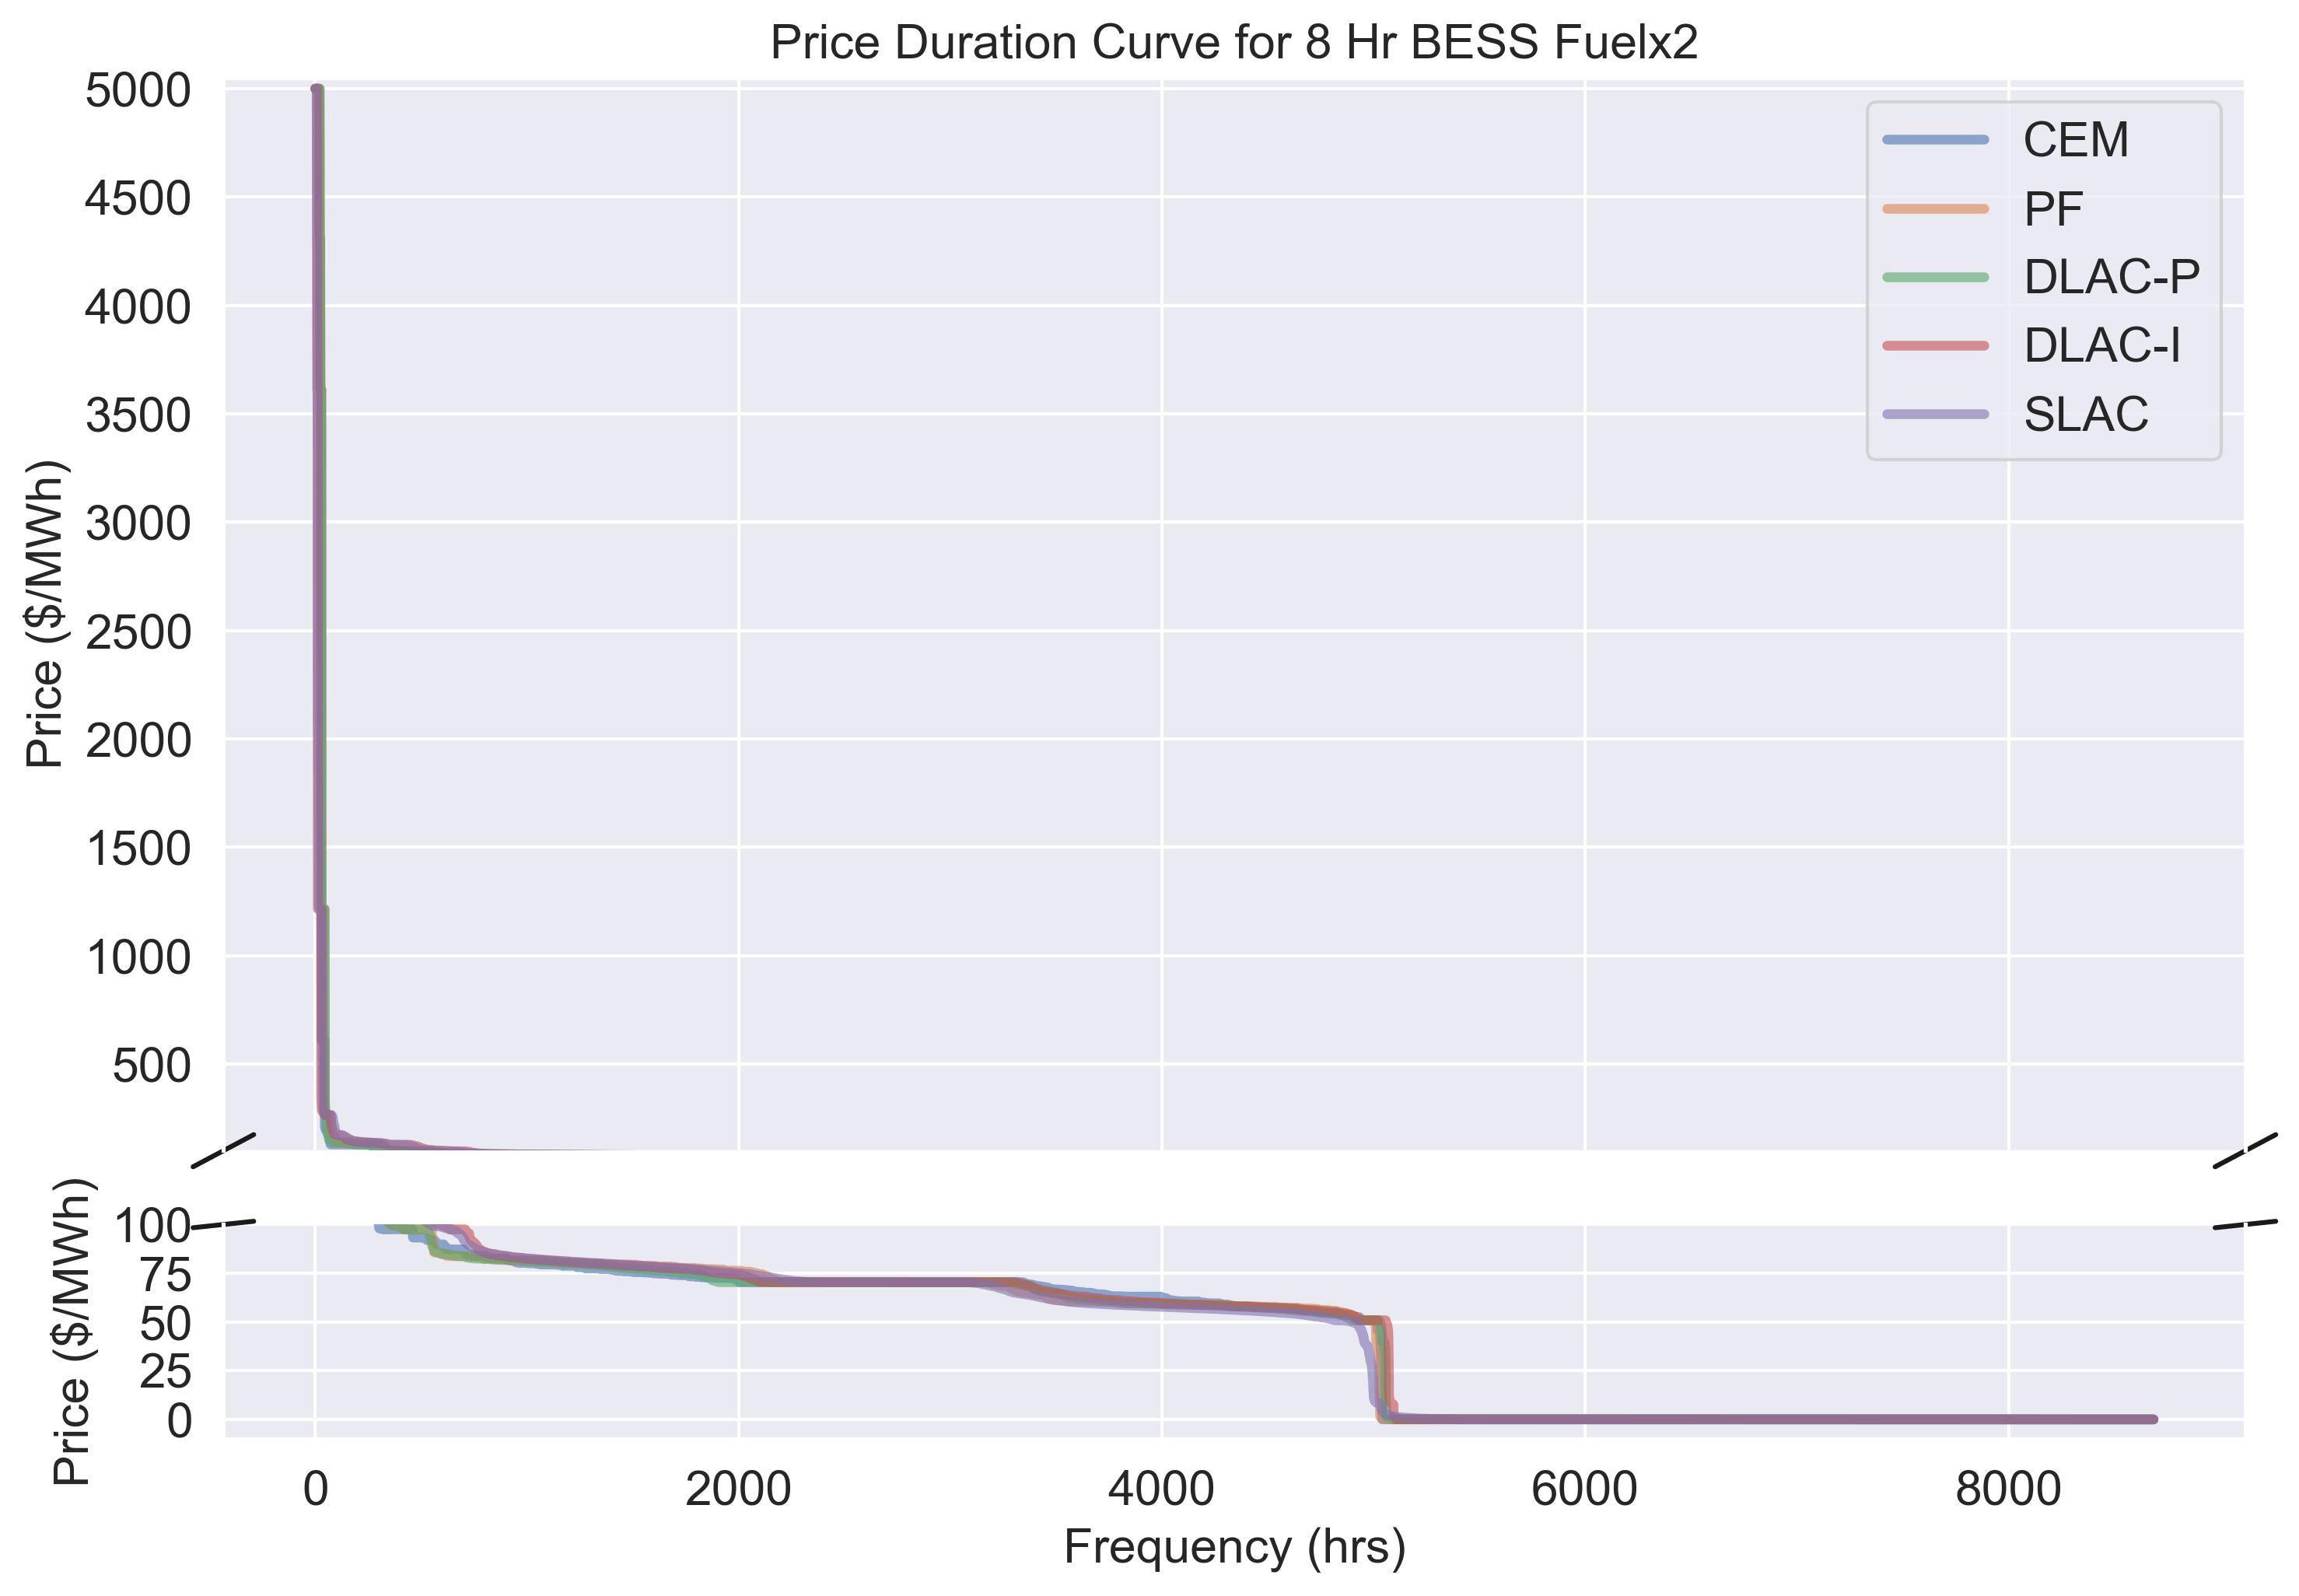 Price Duration Curve for 8 Hr BESS Fuelx2
5000
4500
4000
3500
3000
2500
2000
1500
1000
500
Price ($/MWh)
CEM
PF
DLAC-P
DLAC-I
SLAC
100
75
50
25
0
Price ($/MWh)
0 2000 4000 6000 8000
Frequency (hrs)